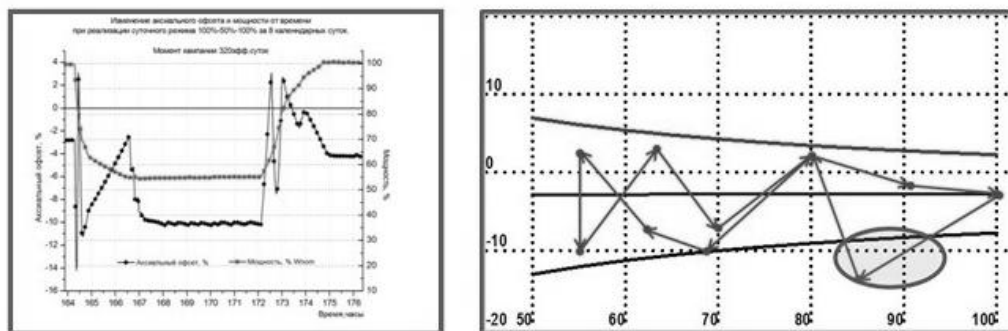 Изменение аксиального офсета и мощности от времени
при реализации суточного режима 100%-50%-100% за 8 календарных суток.
Момент кампании 320эфф.суток
4
2
0
-2
-4
-6
-8
-10
-12
-14
-16
Аксиальный офсет, %
100
90
80
70
60
50
40
30
20
10
Мощность, %
Аксиальный офсет, %
Мощность, % Wnom
164 165 166 167 168 169 170 171 172 173 174 175 176
Время,часы
10
0
-10
-20 50 60 70 80 90 100